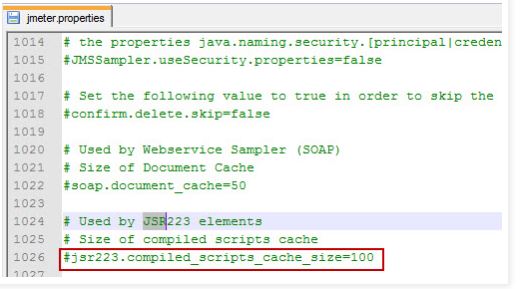 jmeter.properties
1014 # the properties java.naming.security.[principal|creden
1015 #JMSSampler.useSecurity.properties=false
1016
1017 # Set the following value to true in order to skip the
1018 #confirm.delete.skip=false
1019
1020 # Used by Webservice Sampler (SOAP)
1021 # Size of Document Cache
1022 #soap.document_cache=50
1023
1024 # Used by JSR223 elements
1025 # Size of compiled scripts cache
1026 #jsr223.compiled_scripts_cache_size=100
1027